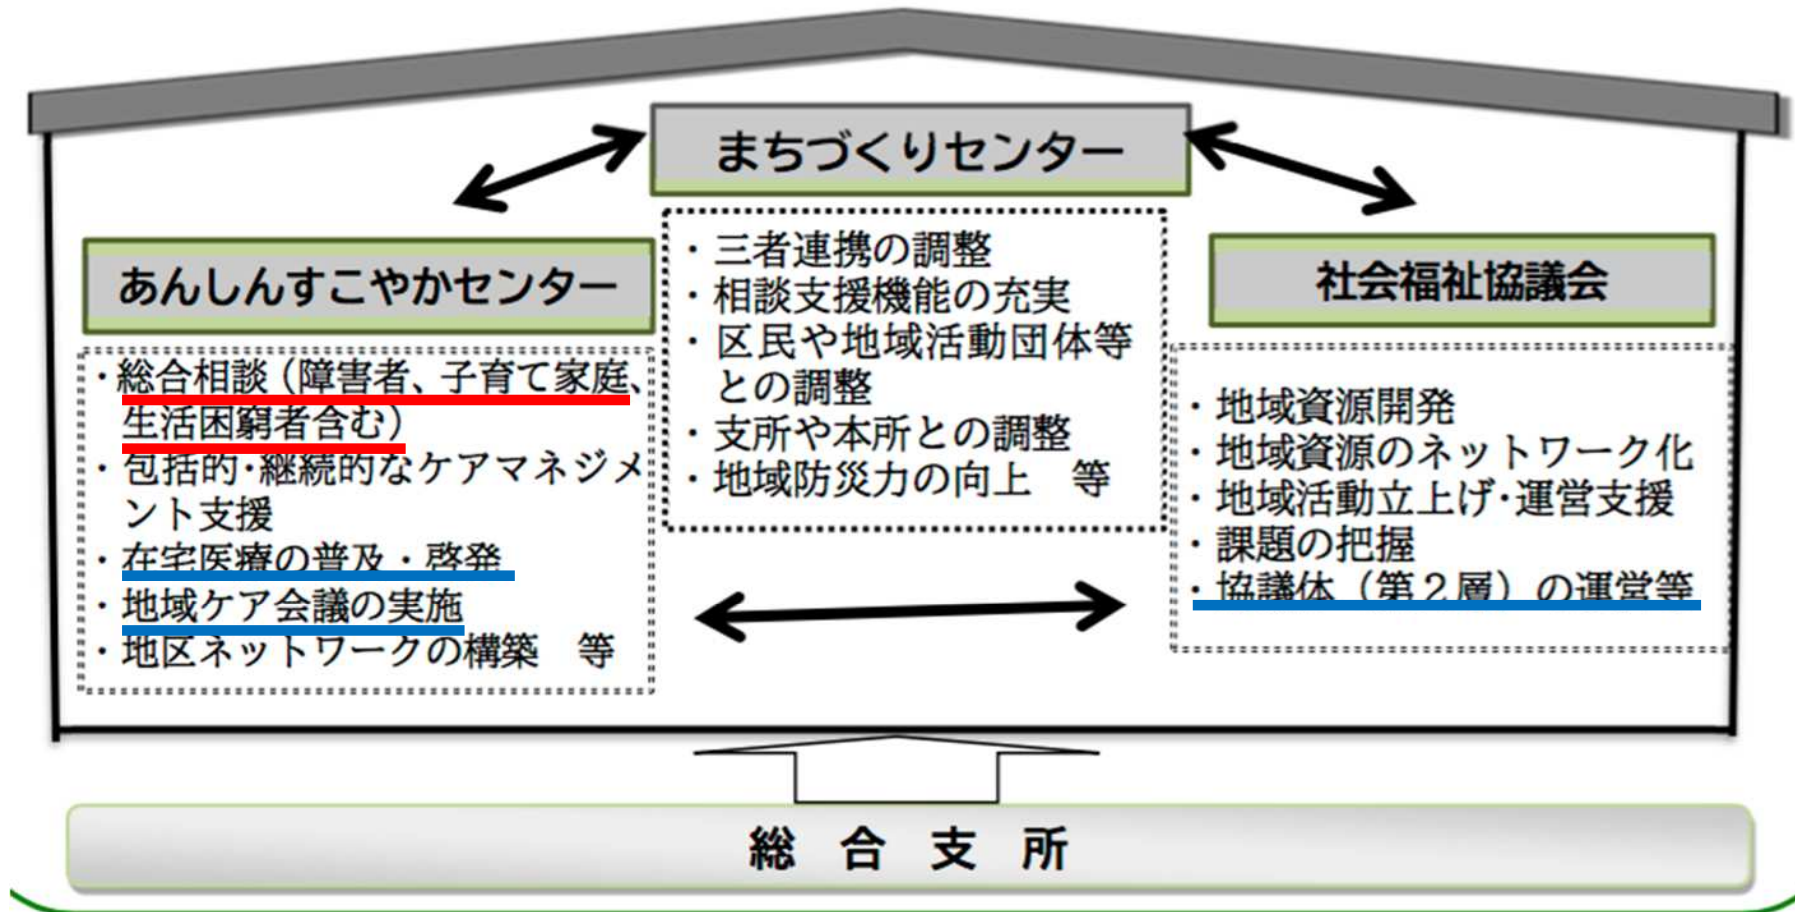 まちづくりセンター
・三者連携の調整
・相談支援機能の充実
・区民や地域活動団体等
との調整
・支所や本所との調整
・地域防災力の向上　等
あんしんすこやかセンター
・総合相談（障害者、子育て家庭、
生活困窮者含む）
・包括的・継続的なケアマネジメ
ント支援
・在宅医療の普及・啓発
・地域ケア会議の実施
・地区ネットワークの構築　等
社会福祉協議会
・地域資源開発
・地域資源のネットワーク化
・地域活動立上げ・運営支援
・課題の把握
・協議体（第２層）の運営等
総合支所